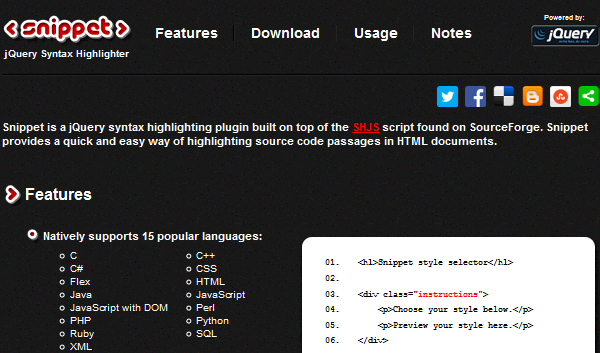 Powered by:
<snippet>
jQuery Syntax Highlighter
Features
Download
Usage
Notes
jQuery
Snippet is a jQuery syntax highlighting plugin built on top of the SHJS script found on SourceForge. Snippet
provides a quick and easy way of highlighting source code passages in HTML documents.
Features
Natively supports 15 popular languages:
C
C#
Flex
Java
JavaScript with DOM
PHP
Ruby
XML
C++
CSS
HTML
JavaScript
Perl
Python
SQL
01. <h1>Snippet style selector</h1>
02.
03. <div class="instructions">
04. <p>Choose your style below.</p>
05. <p>Preview your style here.</p>
06. </div>